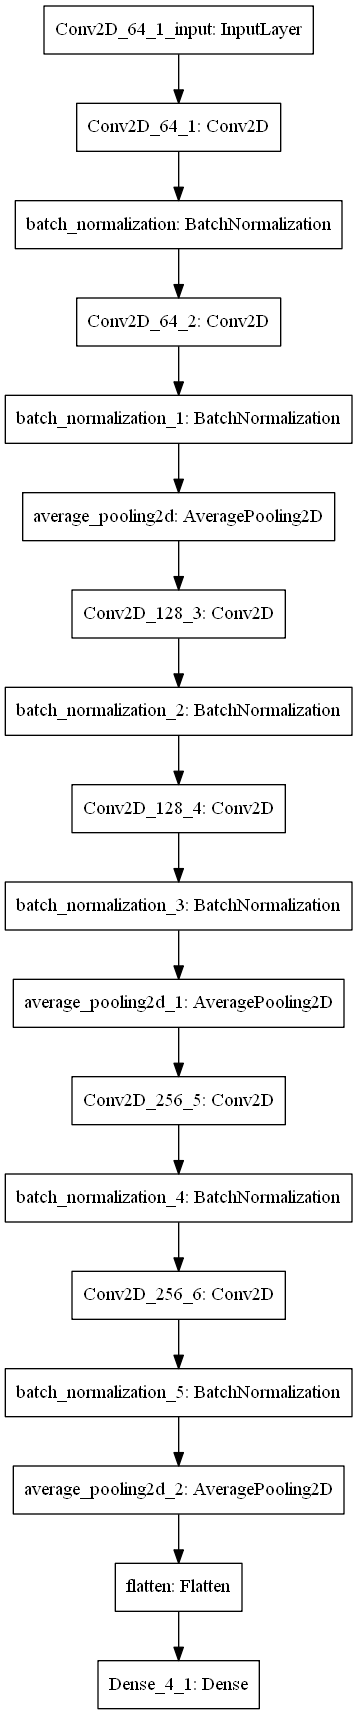 Conv2D_64_1_input: InputLayer
Conv2D_64_1: Conv2D
batch_normalization: BatchNormalization
Conv2D_64_2: Conv2D
batch_normalization_1: BatchNormalization
average_pooling2d: AveragePooling2D
Conv2D_128_3: Conv2D
batch_normalization_2: BatchNormalization
Conv2D_128_4: Conv2D
batch_normalization_3: BatchNormalization
average_pooling2d_1: AveragePooling2D
Conv2D_256_5: Conv2D
batch_normalization_4: BatchNormalization
Conv2D_256_6: Conv2D
batch_normalization_5: BatchNormalization
average_pooling2d_2: AveragePooling2D
flatten: Flatten
Dense_4_1: Dense